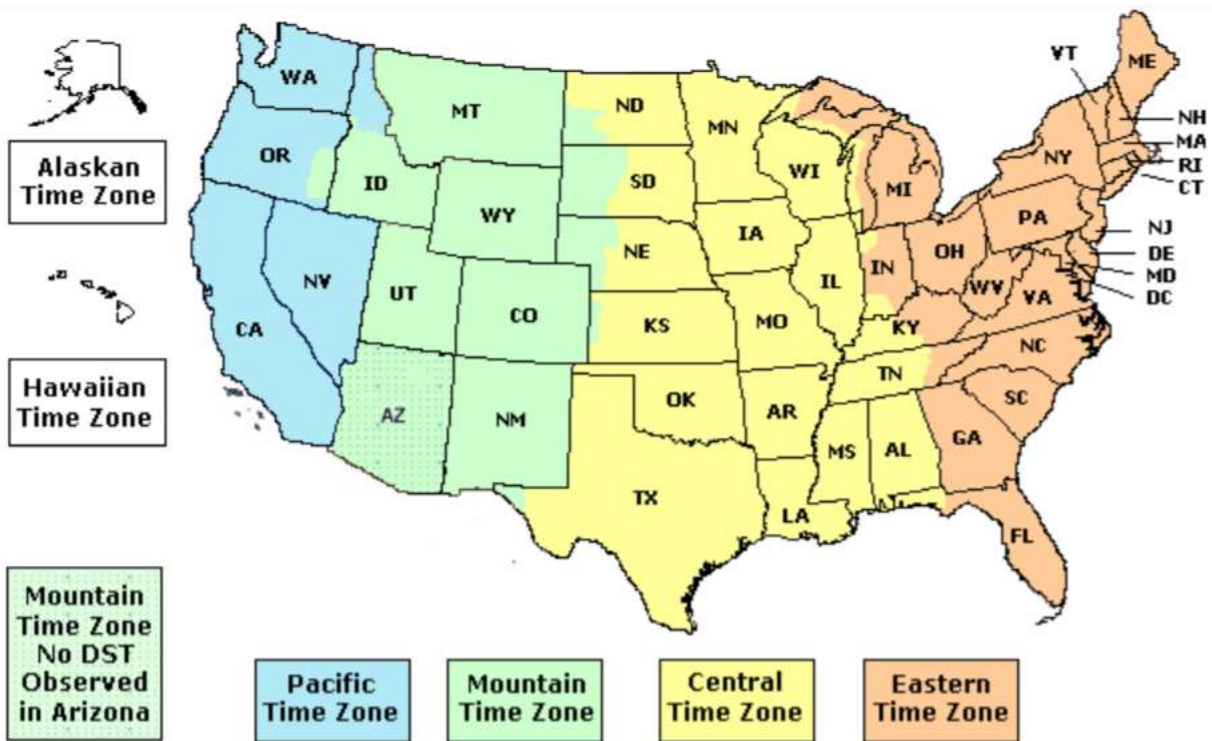 WA
MT
ND
MN
VT
ME
NH
MA
RI
CT
OR
ID
SD
WI
MI
NY
WY
IA
PA
NJ
DE
MD
DC
NE
IL
IN
OH
WV
VA
NV
UT
CO
KS
MO
KY
CA
NC
TN
AZ
NM
OK
AR
SC
MS
AL
GA
TX
LA
FL
Alaskan
Time Zone
Hawaiian
Time Zone
Mountain
Time Zone
No DST
Observed
in Arizona
Pacific
Time Zone
Mountain
Time Zone
Central
Time Zone
Eastern
Time Zone